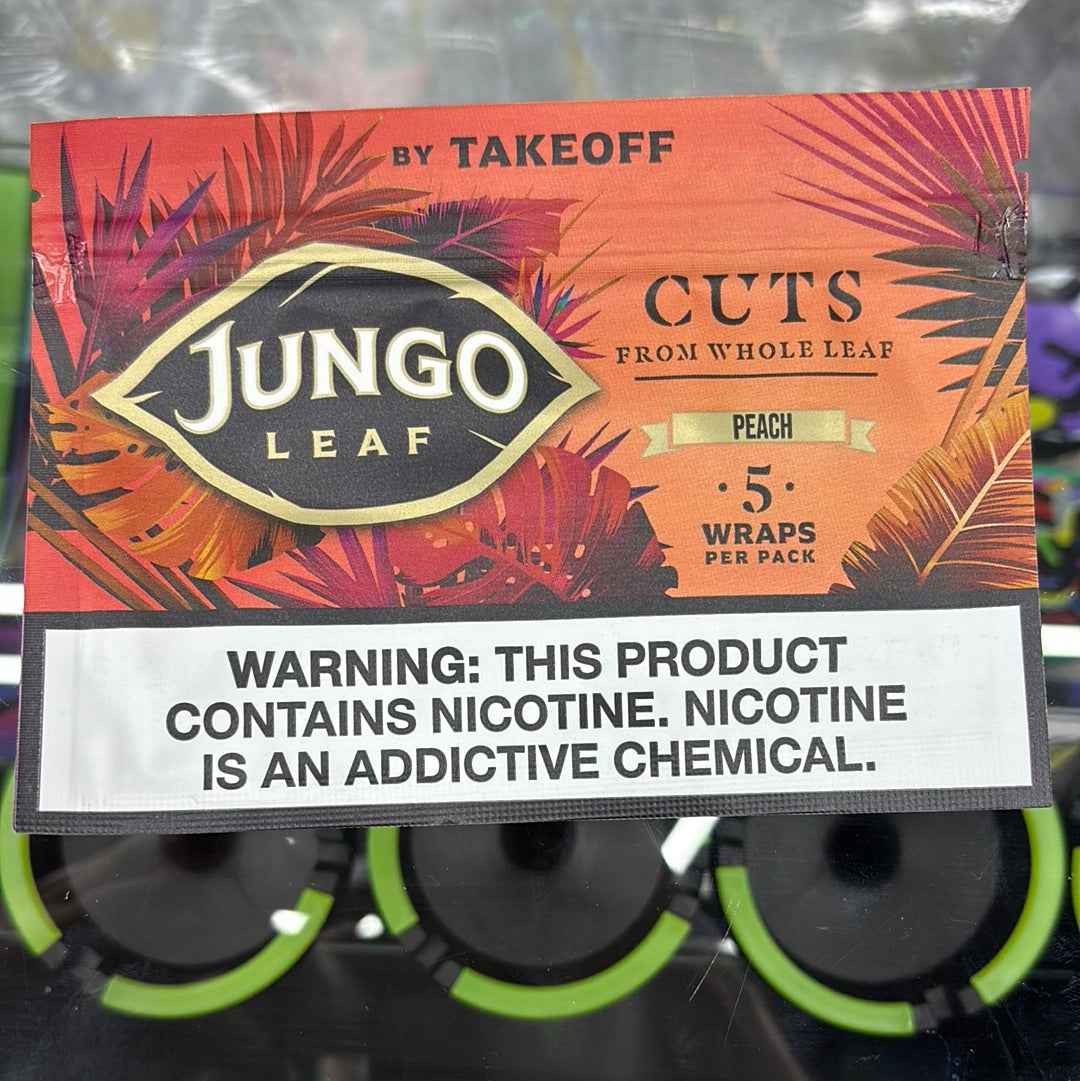 BY TAKEOFF
JUNGO
LEAF
CUTS
FROM WHOLE LEAF
PEACH
·5·
WRAPS
PER PACK
WARNING: THIS PRODUCT
CONTAINS NICOTINE. NICOTINE
IS AN ADDICTIVE CHEMICAL.